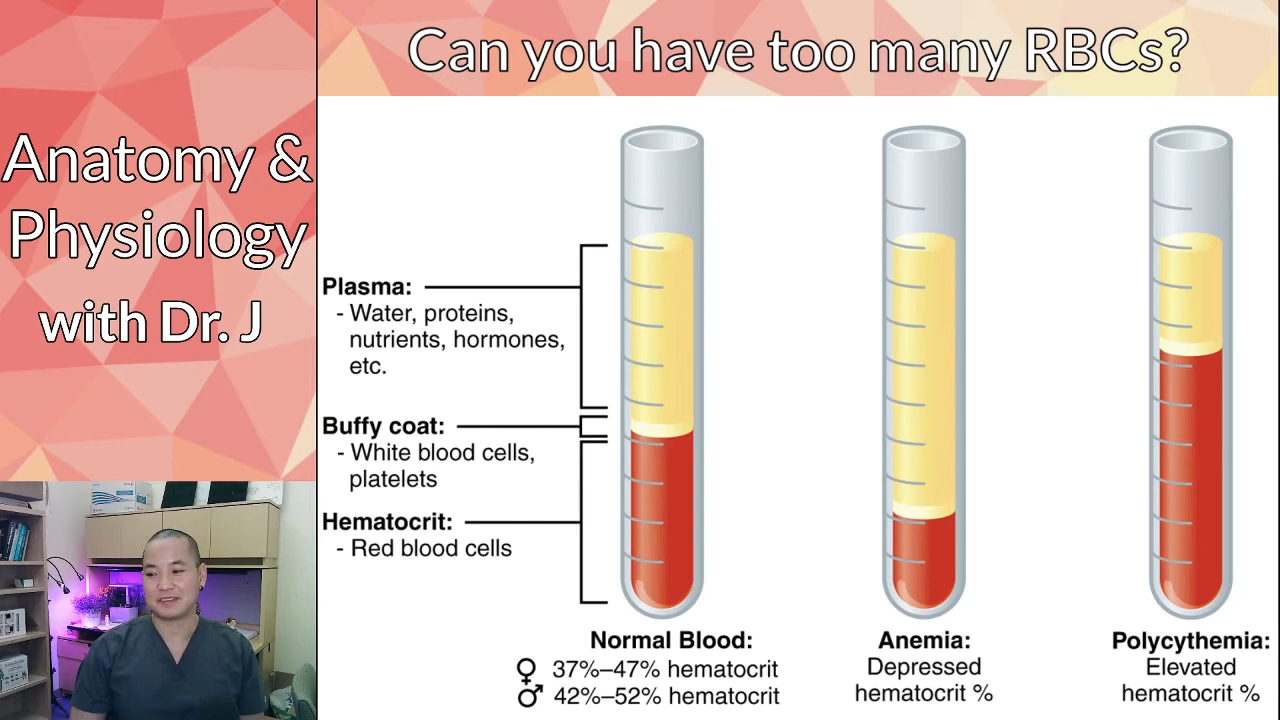 Can you have too many RBCs?
Anatomy &
Physiology
with Dr. J
Plasma:
- Water, proteins,
nutrients, hormones,
etc.
Buffy coat:
- White blood cells,
platelets
Hematocrit:
- Red blood cells
Normal Blood:
♀ 37%–47% hematocrit
♂ 42%–52% hematocrit
Anemia:
Depressed
hematocrit %
Polycythemia:
Elevated
hematocrit %